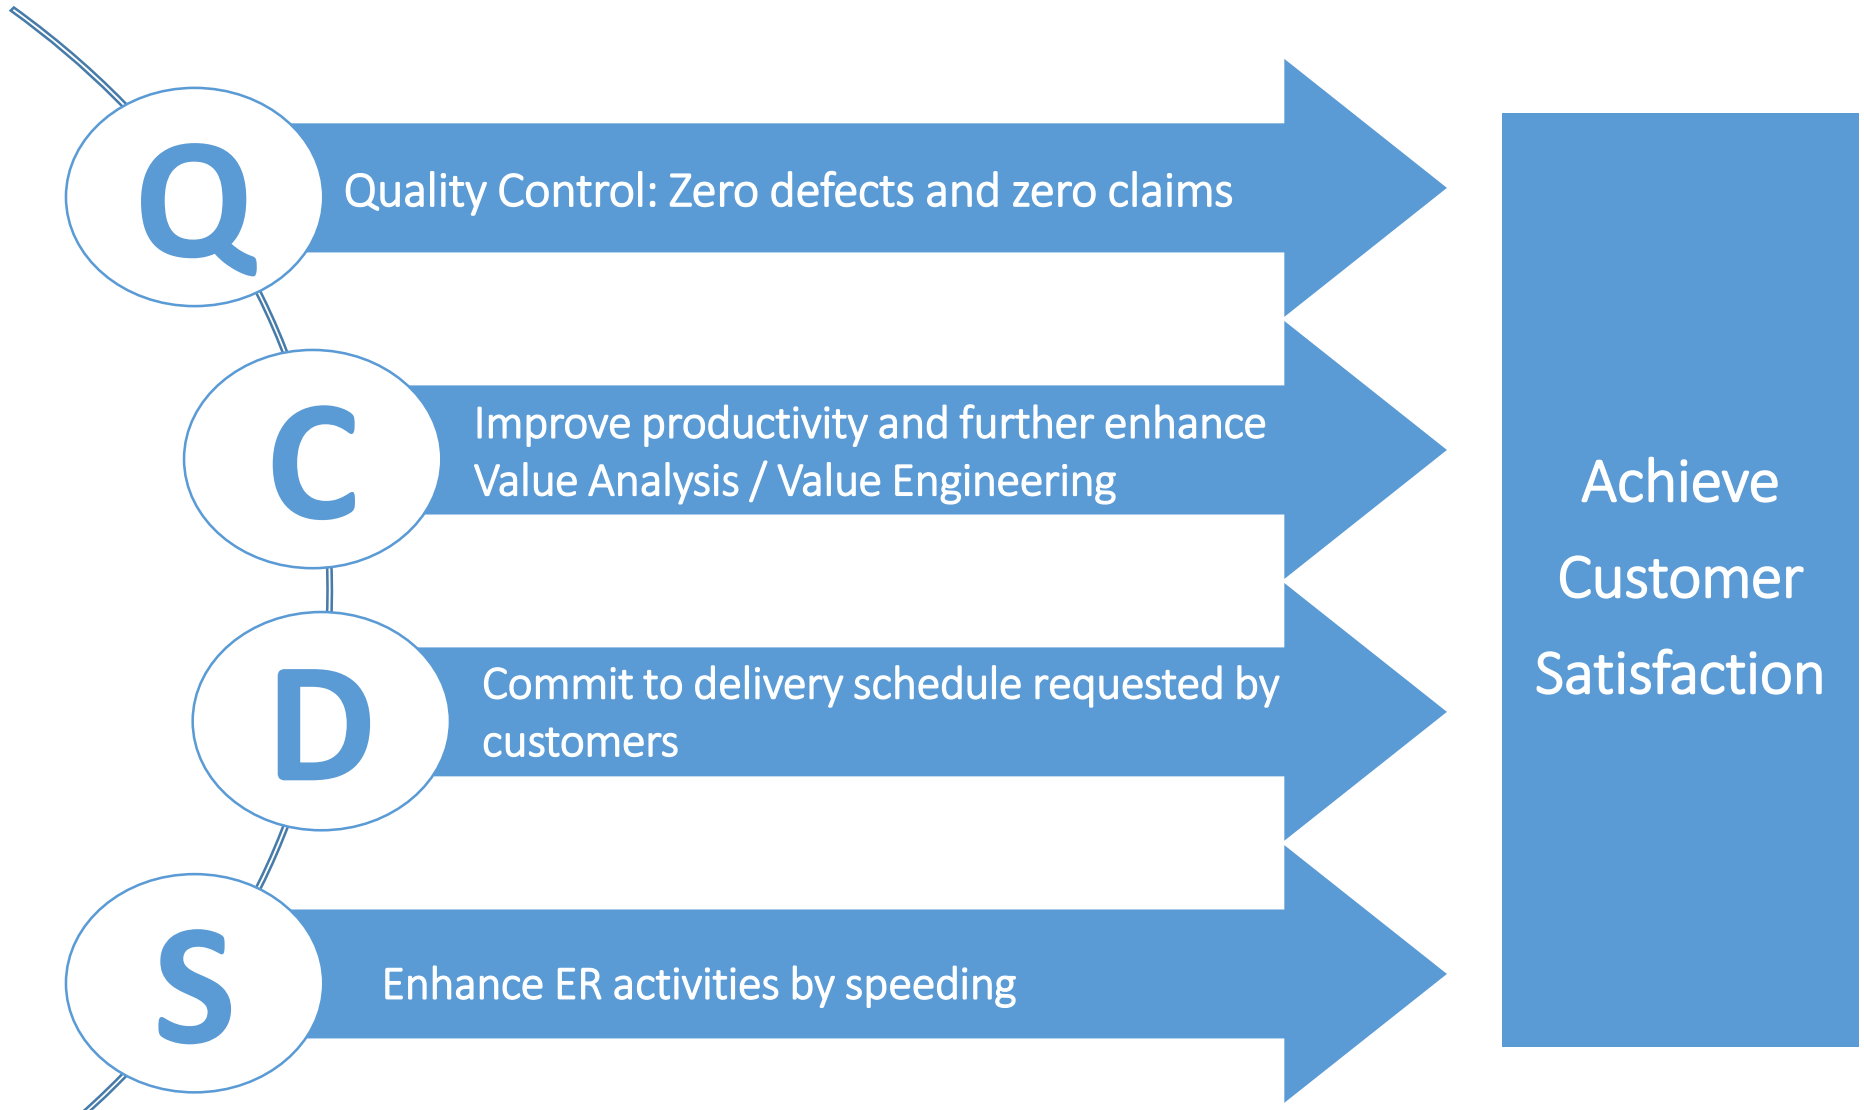 Q
Quality Control: Zero defects and zero claims
C
Improve productivity and further enhance
Value Analysis / Value Engineering
D
Commit to delivery schedule requested by
customers
S
Enhance ER activities by speeding
Achieve
Customer
Satisfaction